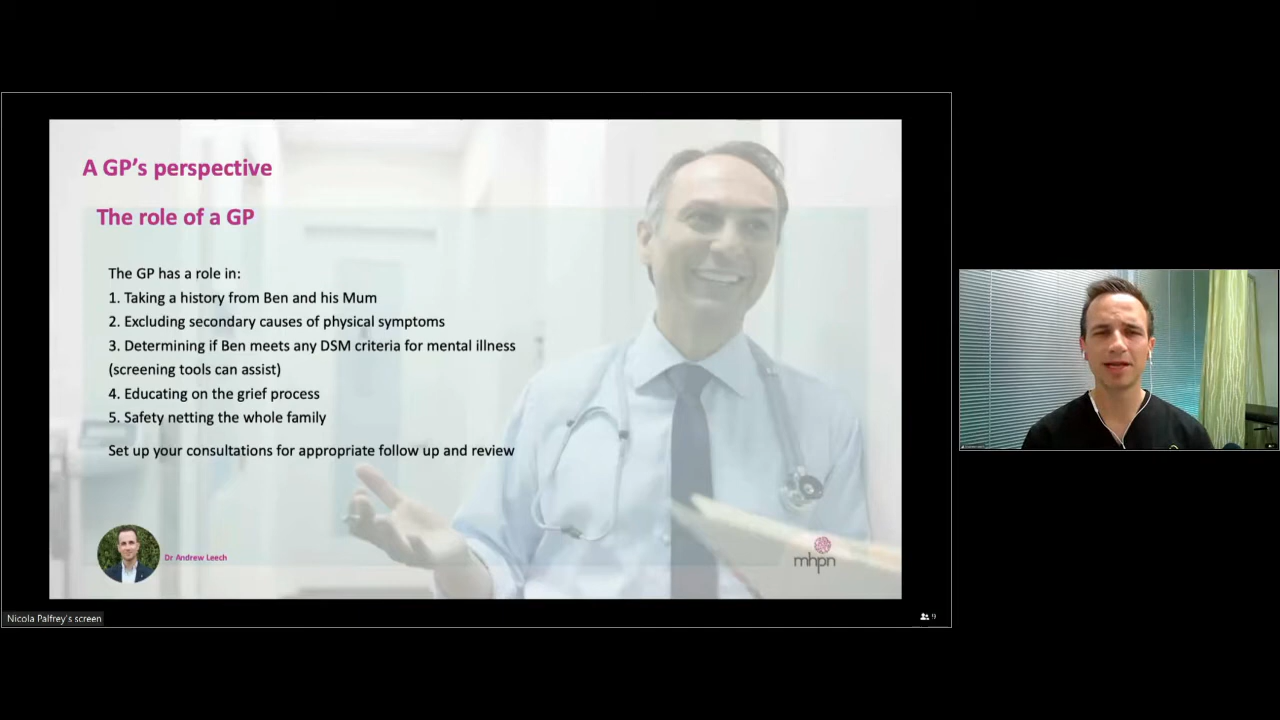 A GP's perspective
The role of a GP
The GP has a role in:
1. Taking a history from Ben and his Mum
2. Excluding secondary causes of physical symptoms
3. Determining if Ben meets any DSM criteria for mental illness
(screening tools can assist)
4. Educating on the grief process
5. Safety netting the whole family
Set up your consultations for appropriate follow up and review
Dr Andrew Leech
mhpn
Nicola Palfrey's screen
9